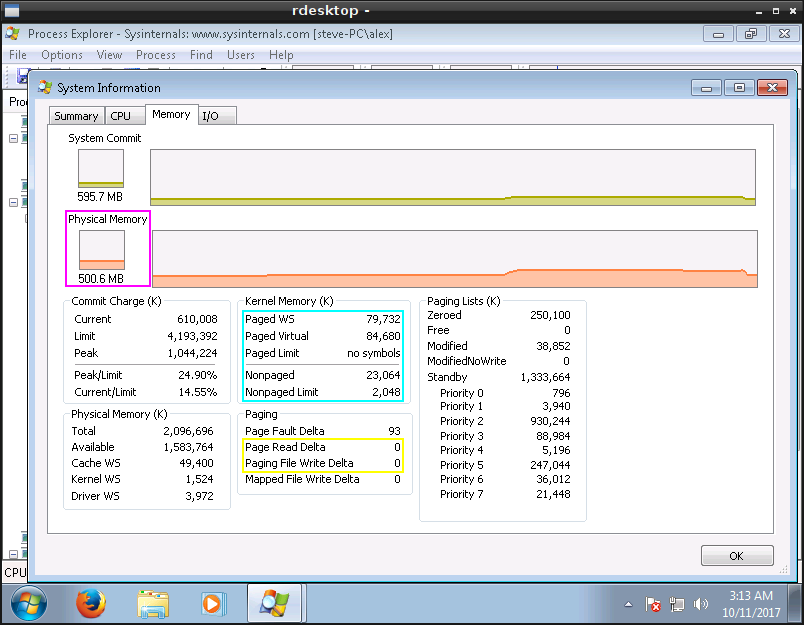 rdesktop -
Process Explorer - Sysinternals: www.sysinternals.com [steve-PC\alex]
File Options View Process Find Users Help
System Information
Summary CPU Memory I/O
System Commit
595.7 MB
Physical Memory
500.6 MB
Commit Charge (K)
Current 610,008
Limit 4,193,392
Peak 1,044,224
Peak/Limit 24.90%
Current/Limit 14.55%
Physical Memory (K)
Total 2,096,696
Available 1,583,764
Cache WS 49,400
Kernel WS 1,524
Driver WS 3,972
Kernel Memory (K)
Paged WS 79,732
Paged Virtual 84,680
Paged Limit no symbols
Nonpaged 23,064
Nonpaged Limit 2,048
Paging
Page Fault Delta 93
Page Read Delta 0
Paging File Write Delta 0
Mapped File Write Delta 0
Paging Lists (K)
Zeroed 250,100
Free 0
Modified 38,852
ModifiedNoWrite 0
Standby 1,333,664
Priority 0 796
Priority 1 3,940
Priority 2 930,244
Priority 3 88,984
Priority 4 5,196
Priority 5 247,044
Priority 6 36,012
Priority 7 21,448
OK
CPU
3:13 AM
10/11/2017